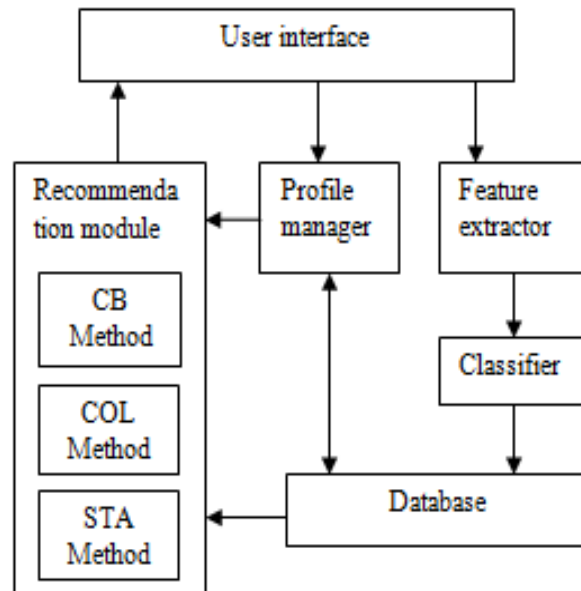 User interface
Recommenda
tion module
Profile
manager
Feature
extractor
CB
Method
Classifier
COL
Method
Database
STA
Method